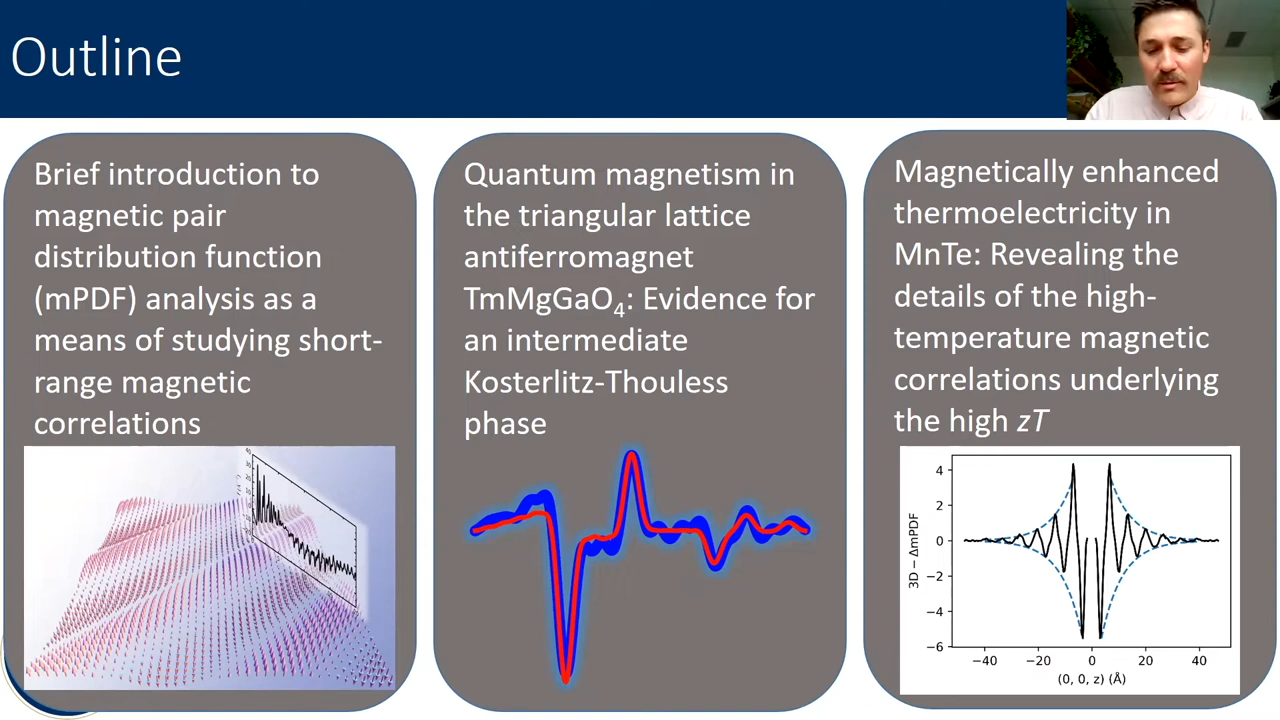 Outline
Brief introduction to
magnetic pair
distribution function
(mPDF) analysis as a
means of studying short-
range magnetic
correlations
Quantum magnetism in
the triangular lattice
antiferromagnet
TmMgGaO₄: Evidence for
an intermediate
Kosterlitz-Thouless
phase
Magnetically enhanced
thermoelectricity in
MnTe: Revealing the
details of the high-
temperature magnetic
correlations underlying
the high zT
4
2
0
−2
−4
−6
3D − ΔmPDF
−40 −20 0 20 40
(0, 0, z) (Å)